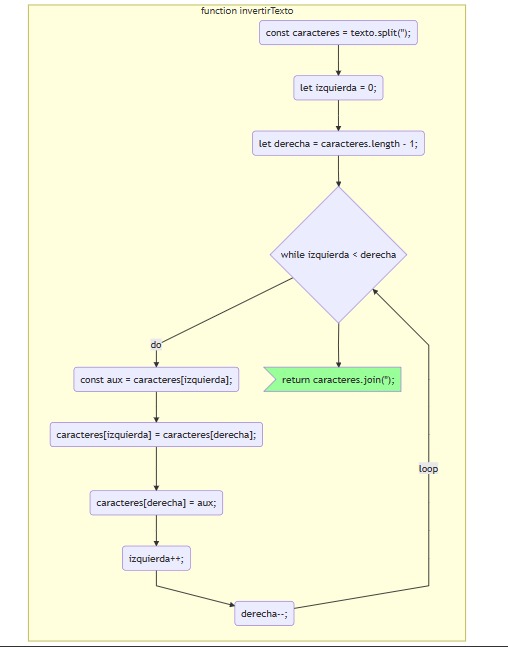 function invertirTexto
const caracteres = texto.split('');
let izquierda = 0;
let derecha = caracteres.length - 1;
while izquierda < derecha
do
const aux = caracteres[izquierda];
return caracteres.join('');
caracteres[izquierda] = caracteres[derecha];
loop
caracteres[derecha] = aux;
izquierda++;
derecha--;